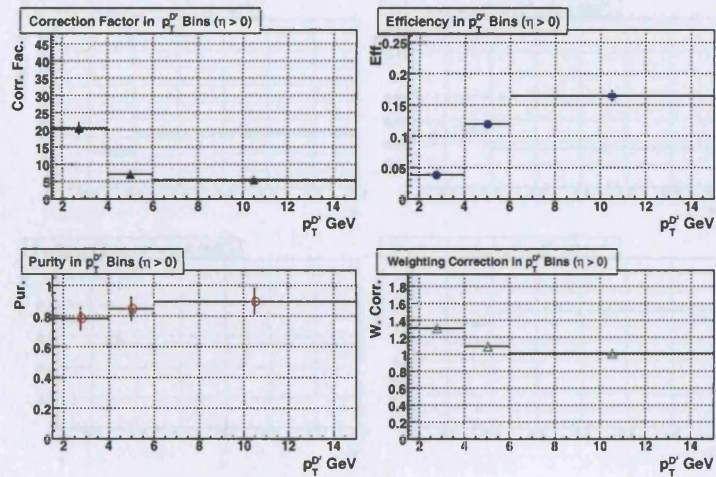 Correction Factor in p_T^{D*} Bins (η > 0)
Corr. Fac.
45
40
35
30
25
20
15
10
5
2 4 6 8 10 12 14
p_T^{D*} GeV
Efficiency in p_T^{D*} Bins (η > 0)
Eff.
0.25
0.2
0.15
0.1
0.05
0
2 4 6 8 10 12 14
p_T^{D*} GeV
Purity in p_T^{D*} Bins (η > 0)
Pur.
1
0.8
0.6
0.4
0.2
0
2 4 6 8 10 12 14
p_T^{D*} GeV
Weighting Correction in p_T^{D*} Bins (η > 0)
W. Corr.
1.8
1.6
1.4
1.2
1
0.8
0.6
0.4
0.2
0
2 4 6 8 10 12 14
p_T^{D*} GeV